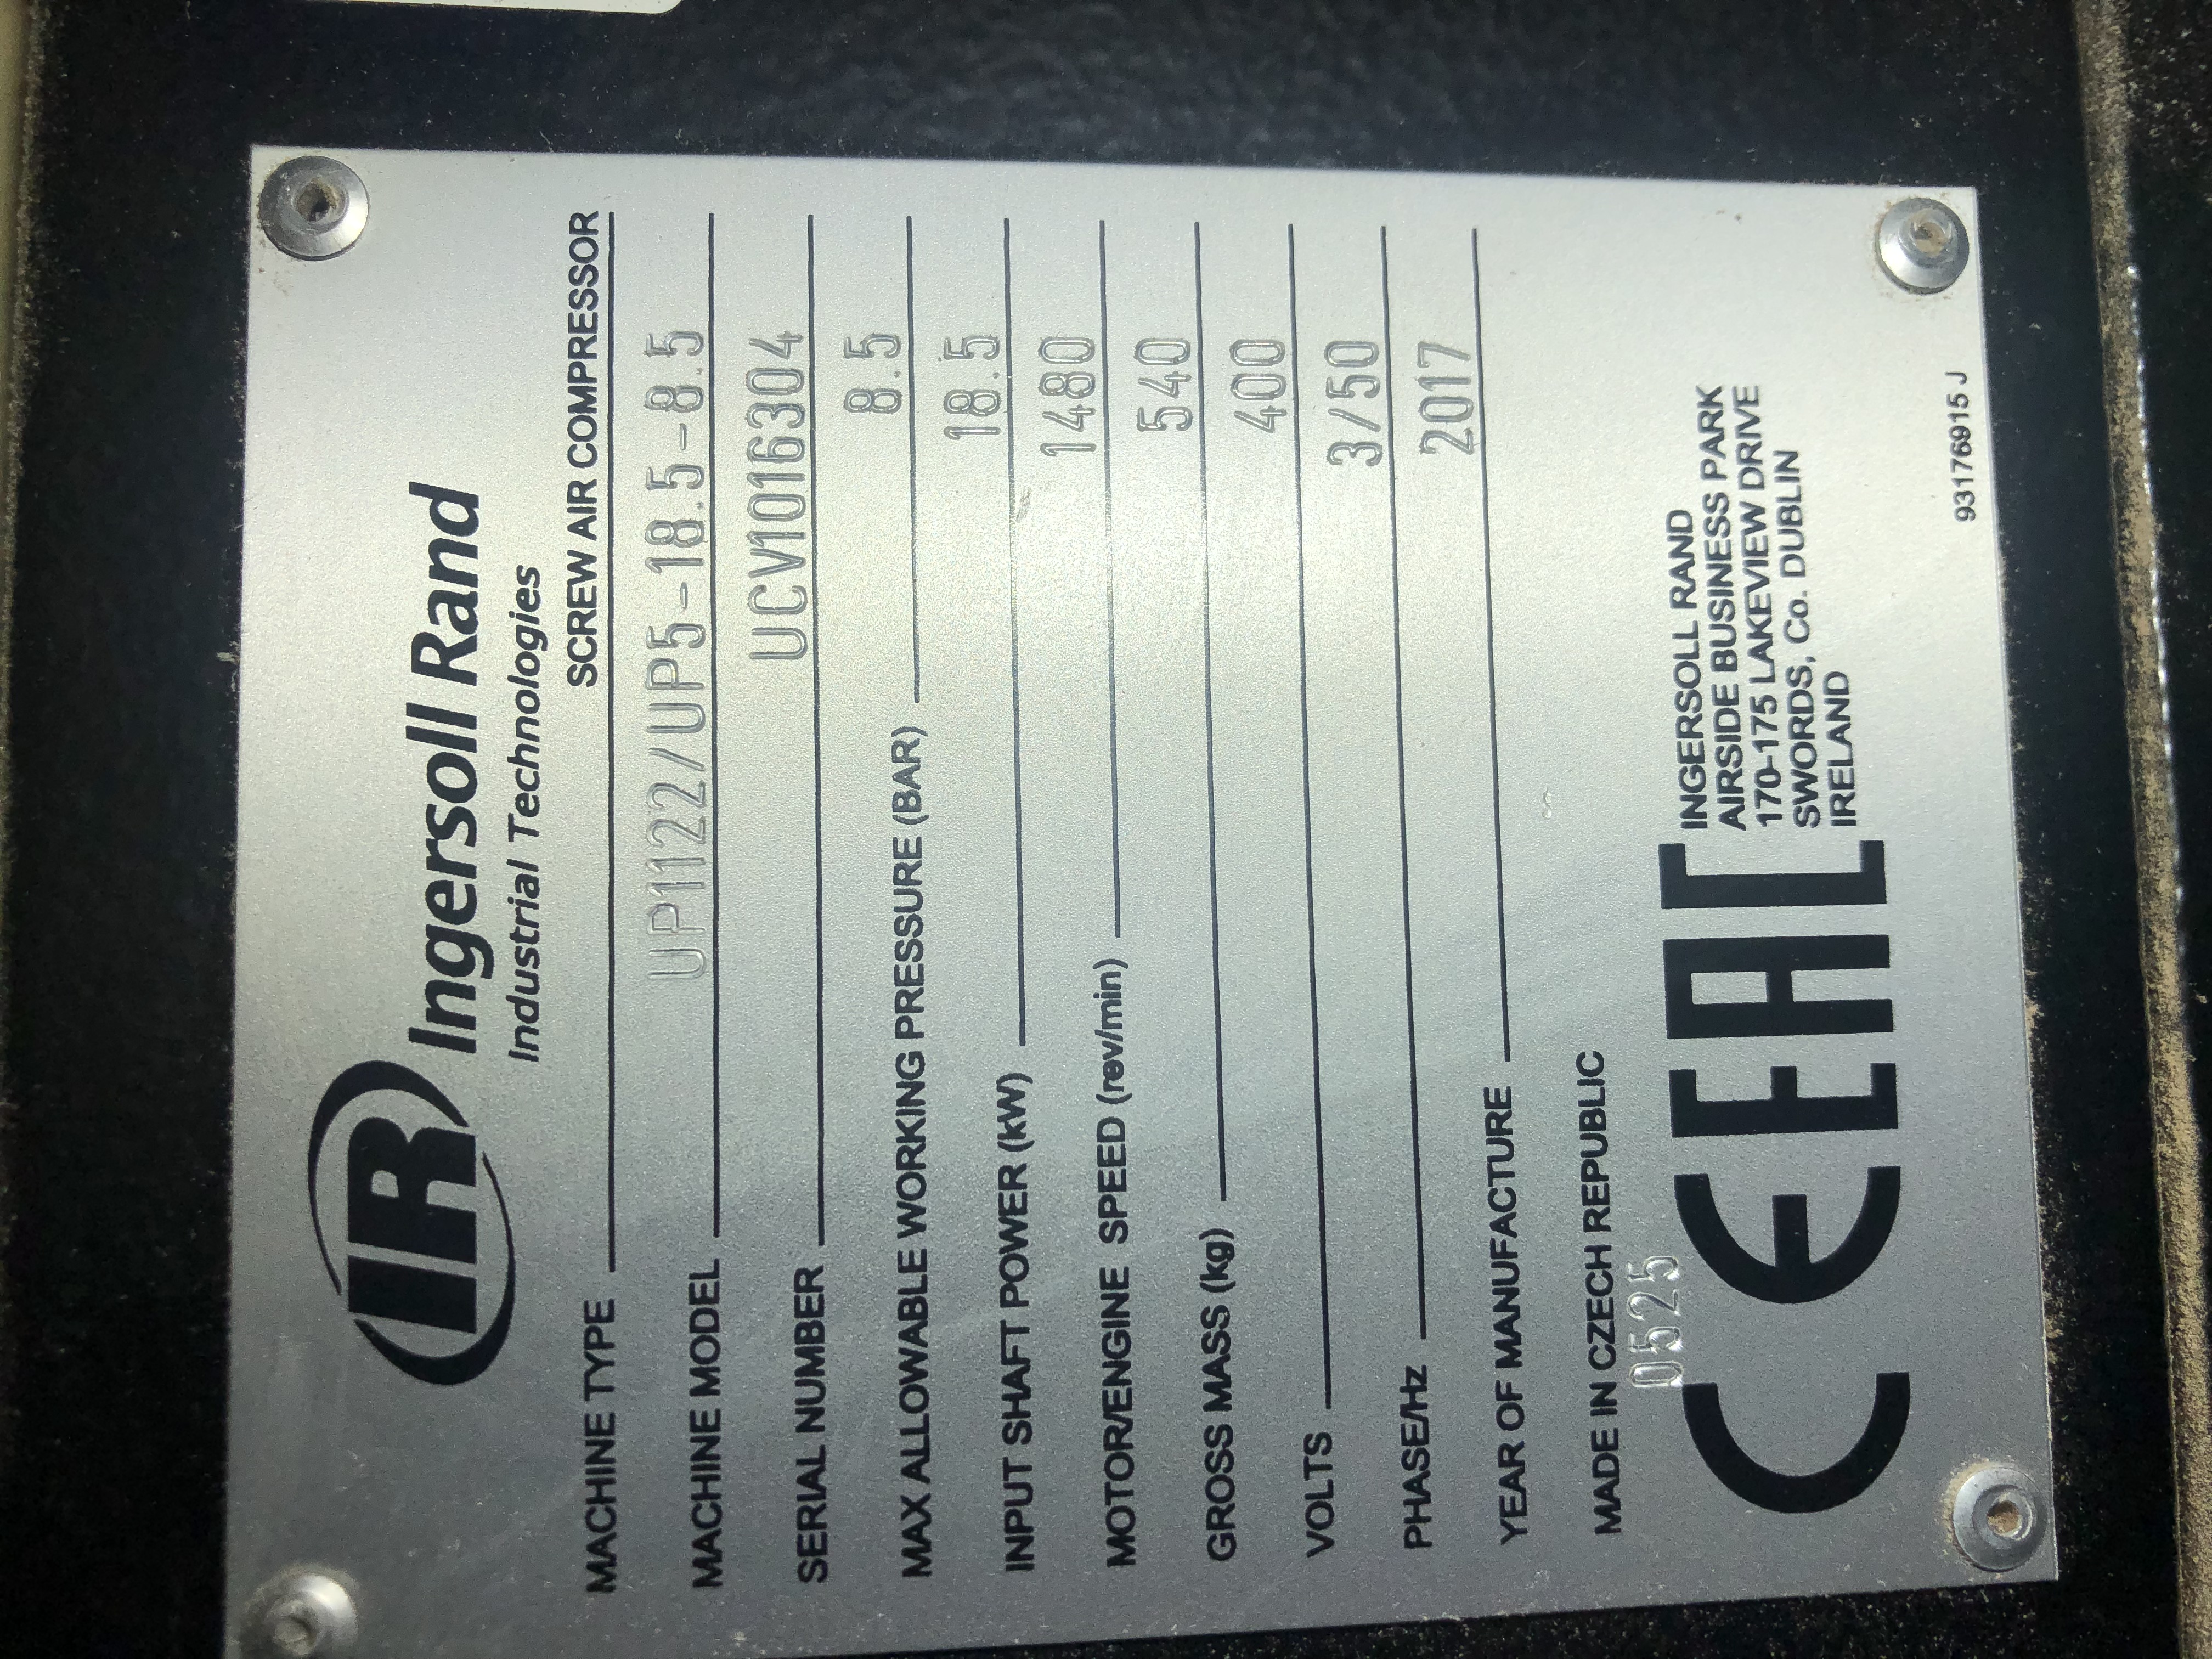 IR Ingersoll Rand
Industrial Technologies
MACHINE TYPE SCREW AIR COMPRESSOR
MACHINE MODEL UP1122/UP5-18.5-8.5
SERIAL NUMBER UCV1016304
MAX ALLOWABLE WORKING PRESSURE (BAR) 8.5
INPUT SHAFT POWER (kW) 18.5
MOTOR/ENGINE SPEED (rev/min) 1480
GROSS MASS (kg) 540
VOLTS 400
PHASE/Hz 3/50
YEAR OF MANUFACTURE 2017
MADE IN CZECH REPUBLIC
0525
CE EAC
INGERSOLL RAND
AIRSIDE BUSINESS PARK
170-175 LAKEVIEW DRIVE
SWORDS, Co. DUBLIN
IRELAND
93176915 J